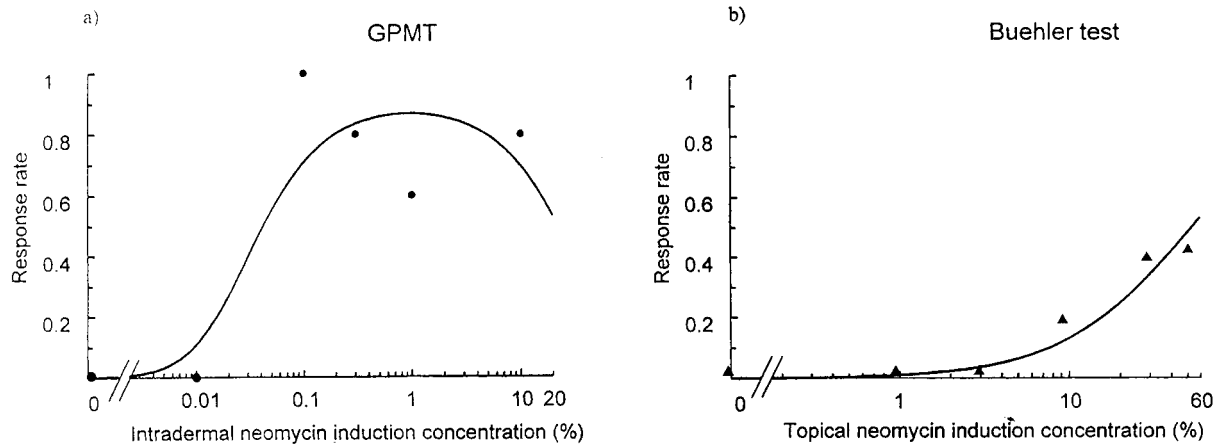 a)
GPMT
1
0.8
0.6
0.4
0.2
Response rate
0 0.01 0.1 1 10 20
Intradermal neomycin induction concentration (%)
b)
Buehler test
1
0.8
0.6
0.4
0.2
Response rate
0 1 10 60
Topical neomycin induction concentration (%)